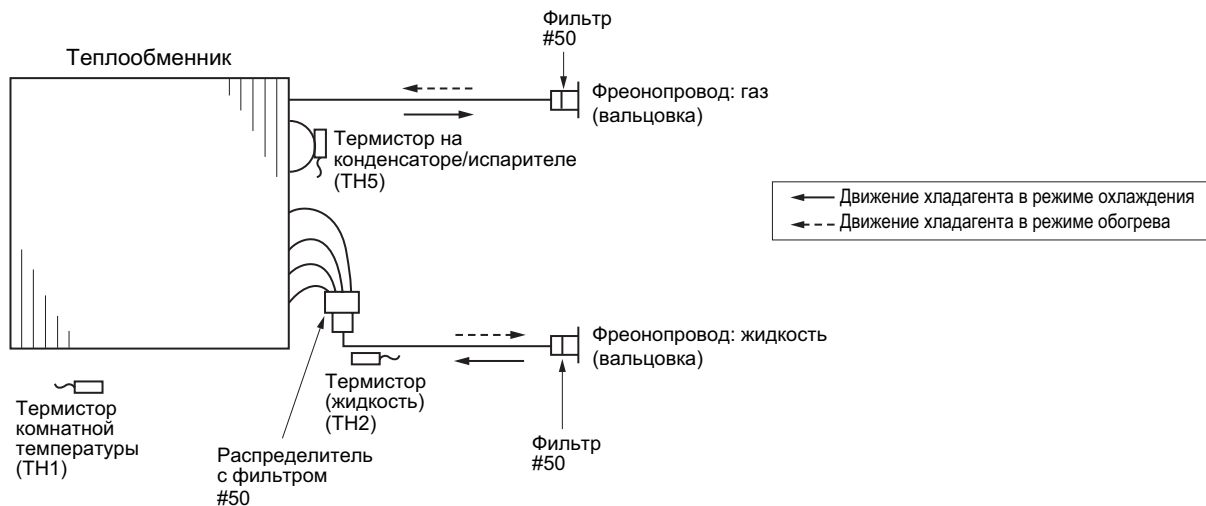 Фильтр
#50
Теплообменник
Фреонопровод: газ
(вальцовка)
Термистор на
конденсаторе/испарителе
(TH5)
Движение хладагента в режиме охлаждения
Движение хладагента в режиме обогрева
Фреонопровод: жидкость
(вальцовка)
Термистор
(жидкость)
(TH2)
Термистор
комнатной
температуры
(TH1)
Распределитель
с фильтром
#50
Фильтр
#50